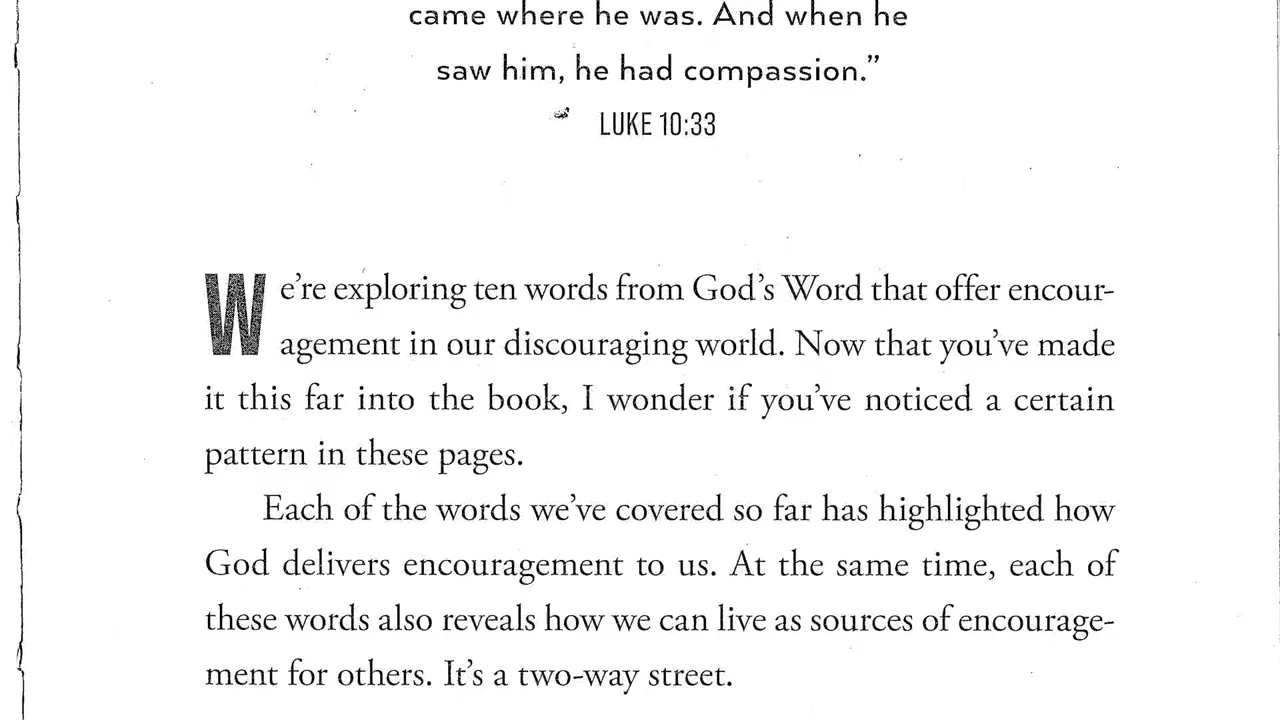 came where he was. And when he
saw him, he had compassion.”
LUKE 10:33
We’re exploring ten words from God’s Word that offer encour-
agement in our discouraging world. Now that you’ve made
it this far into the book, I wonder if you’ve noticed a certain
pattern in these pages.
Each of the words we’ve covered so far has highlighted how
God delivers encouragement to us. At the same time, each of
these words also reveals how we can live as sources of encourage-
ment for others. It’s a two-way street.